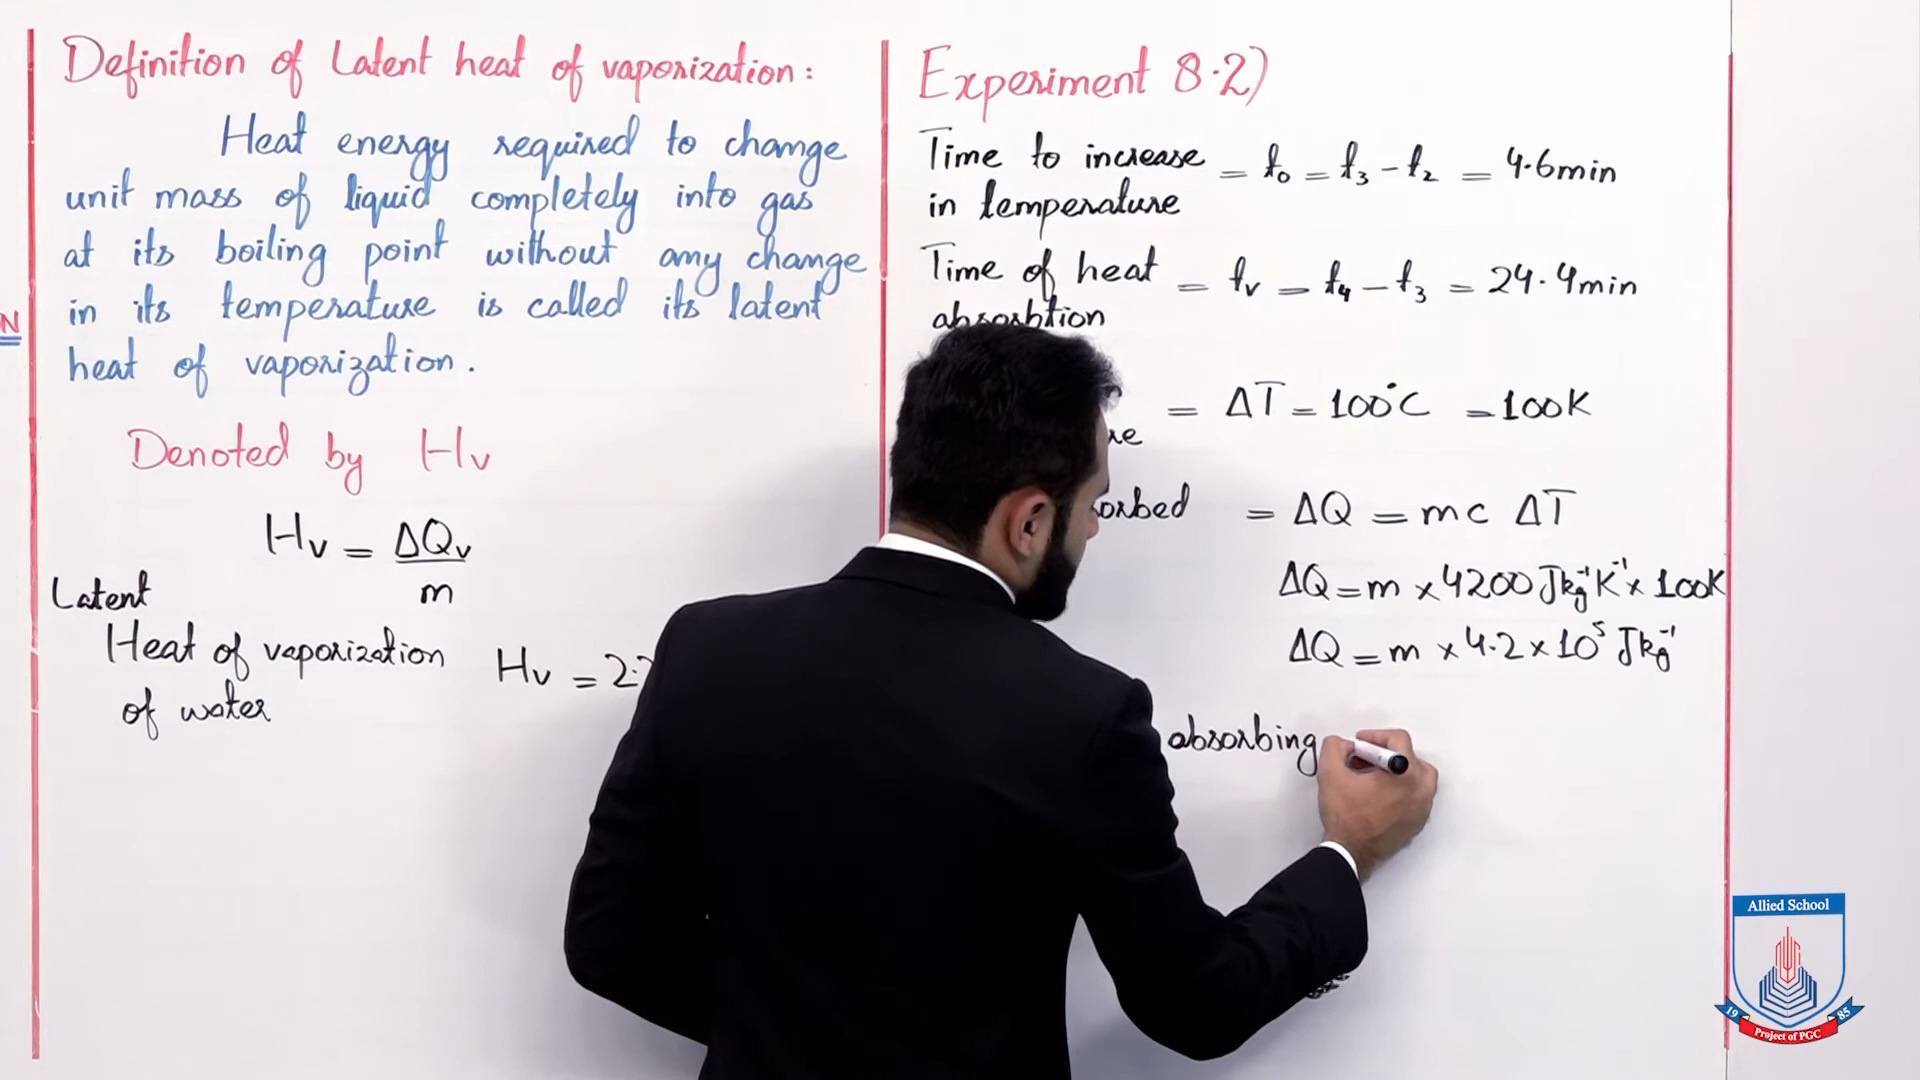 Definition of Latent heat of vaporization:
Heat energy required to change
unit mass of liquid completely into gas
at its boiling point without any change
in its temperature is called its latent
heat of vaporization.
Denoted by Hv
Hv = ΔQv
m
Latent
Heat of vaporization
of water
Hv = 2.
N
Experiment 8.2)
Time to increase = t₀ = t₃ - t₂ = 4.6min
in temperature
Time of heat = tv = t₄ - t₃ = 24.4min
absorbtion
= ΔT = 100°C = 100K
= ΔQ = mc ΔT
ΔQ = m × 4200 Jkg⁻¹K⁻¹ × 100K
ΔQ = m × 4.2 × 10⁵ Jkg⁻¹
absorbing
Allied School
19 85
Project of PGC